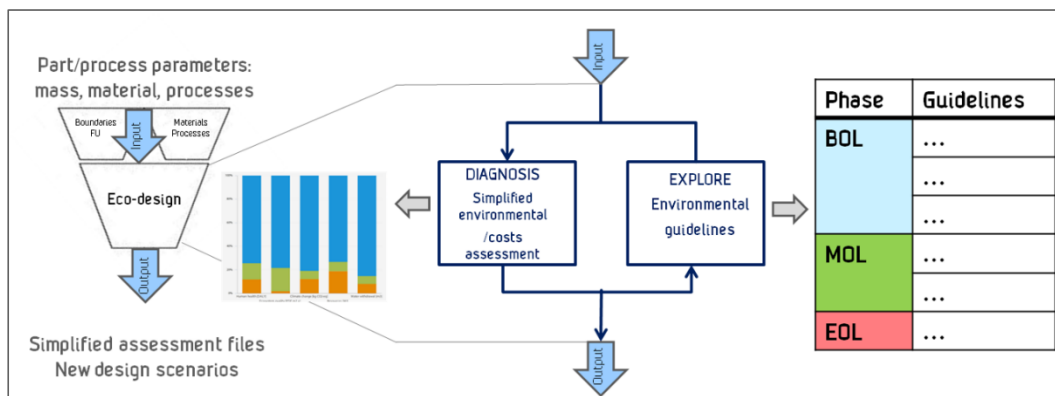 Part/process parameters:
mass, material, processes
Boundaries
FU
Input
Materials
Processes
Eco-design
Output
Simplified assessment files
New design scenarios
Input
DIAGNOSIS
Simplified
environmental
/costs
assessment
EXPLORE
Environmental
guidelines
Output
Phase Guidelines
BOL ...
...
...
MOL ...
...
EOL ...